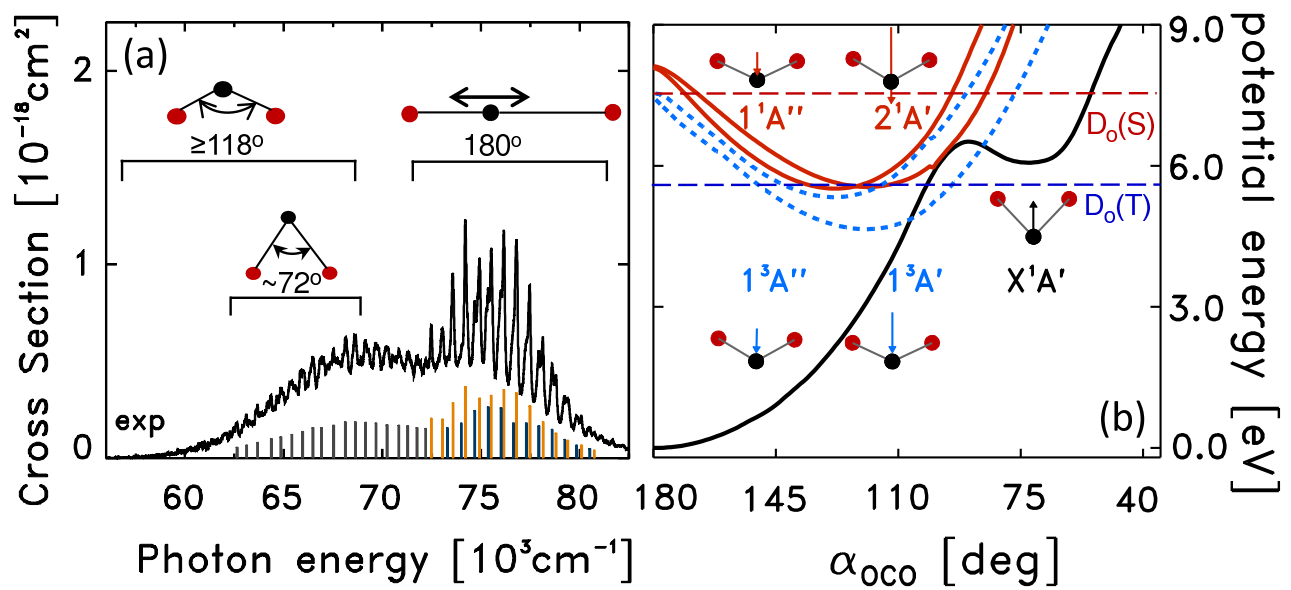 (a)
≥118°
180°
~72°
exp
2
1
0
60
65
70
75
80
Cross Section [10⁻¹⁸cm²]
Photon energy [10³cm⁻¹]
(b)
1¹A''
2¹A'
D₀(S)
D₀(T)
1³A''
1³A'
X¹A'
9.0
6.0
3.0
0.0
180
145
110
75
40
potential energy [eV]
α_OCO [deg]